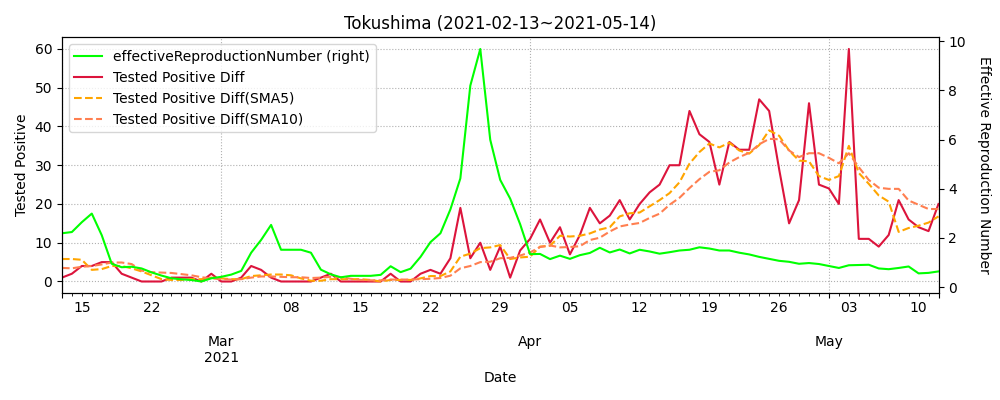 Tokushima (2021-02-13~2021-05-14)
effectiveReproductionNumber (right)
Tested Positive Diff
Tested Positive Diff(SMA5)
Tested Positive Diff(SMA10)
Tested Positive
60
50
40
30
20
10
0
Effective Reproduction Number
10
8
6
4
2
0
15 22 08 15 22 29 05 12 19 26 03 10
Mar Apr May
2021
Date